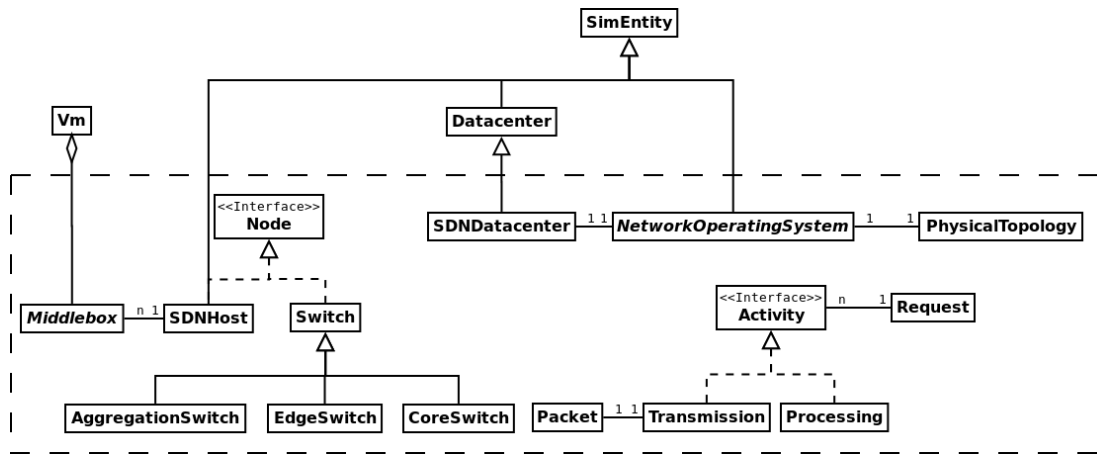 SimEntity
Vm
Datacenter
<<Interface>>
Node
SDNDatacenter
1 1
NetworkOperatingSystem
1 1
PhysicalTopology
Middlebox
n 1
SDNHost
Switch
<<Interface>>
Activity
n 1
Request
AggregationSwitch
EdgeSwitch
CoreSwitch
Packet
1 1
Transmission
Processing